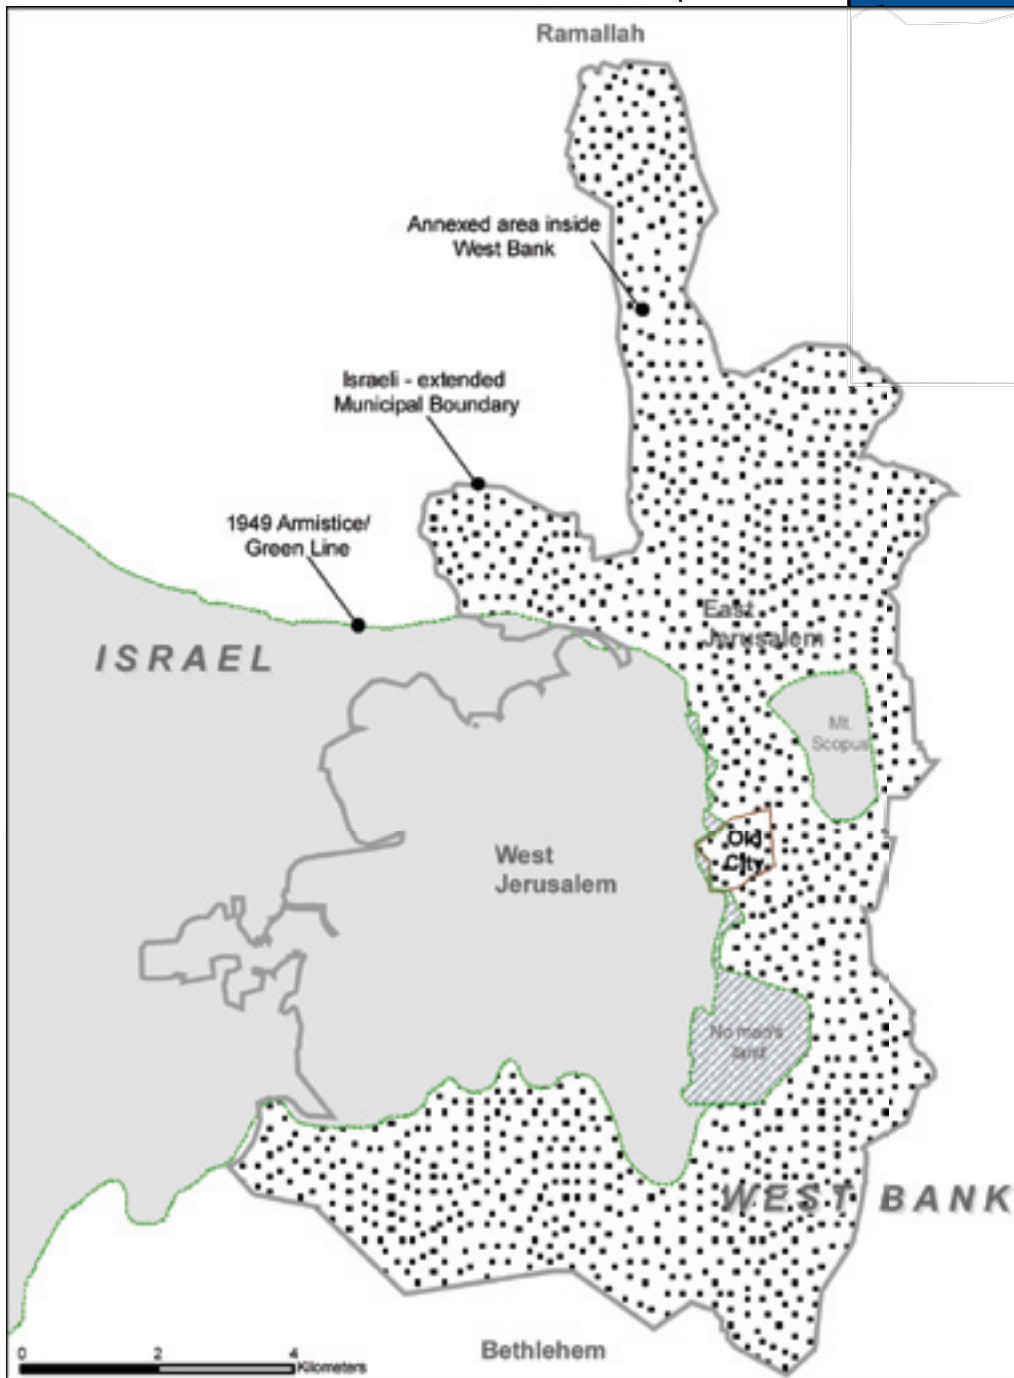 Ramallah
Annexed area inside
West Bank
Israeli - extended
Municipal Boundary
1949 Armistice/
Green Line
East
Jerusalem
ISRAEL
Mt.
Scopus
Old
City
West
Jerusalem
No man's
land
WEST BANK
Bethlehem
0 2 4
Kilometers